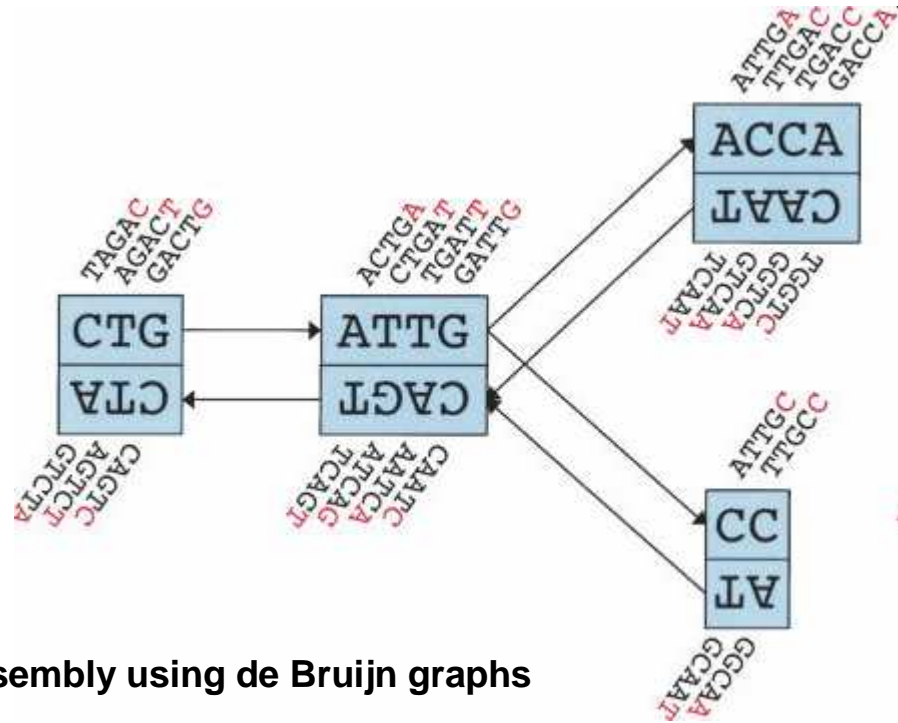 ATTGA
TTGAC
TGACC
GACCA
ACCA
CAAT
TGGTC
GGTCA
GTCAA
TCAAT
TAGAC
AGACT
GACTG
CTG
CTA
CAGTC
AGTCT
GTCTA
ACTGA
CTGAT
TGATT
GATTG
ATTG
CAGT
CAATC
AATCA
ATCAG
TCAGT
ATTGC
TTGCC
CC
AT
GGCAA
GCAAT
sembly using de Bruijn graphs